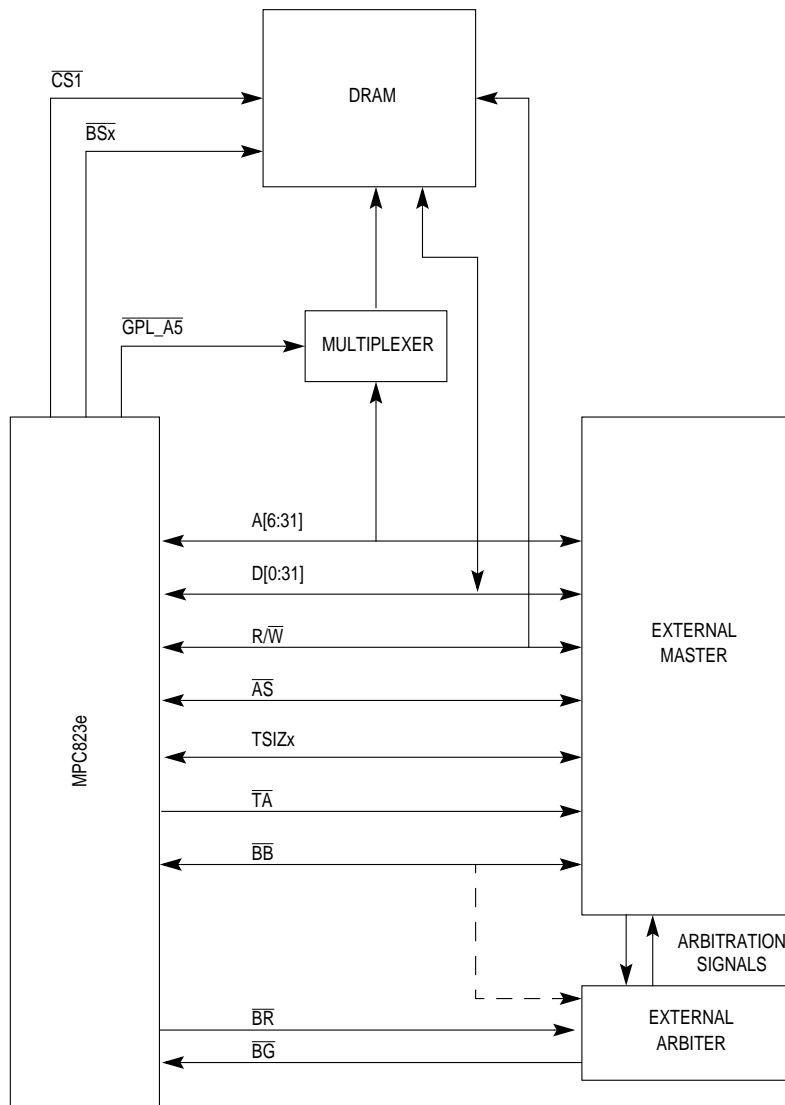 CS1
DRAM
BSx
GPL_A5
MULTIPLEXER
A[6:31]
D[0:31]
R/W
EXTERNAL
MASTER
AS
MPC823e
TSIZx
TA
BB
ARBITRATION
SIGNALS
BR
EXTERNAL
ARBITER
BG